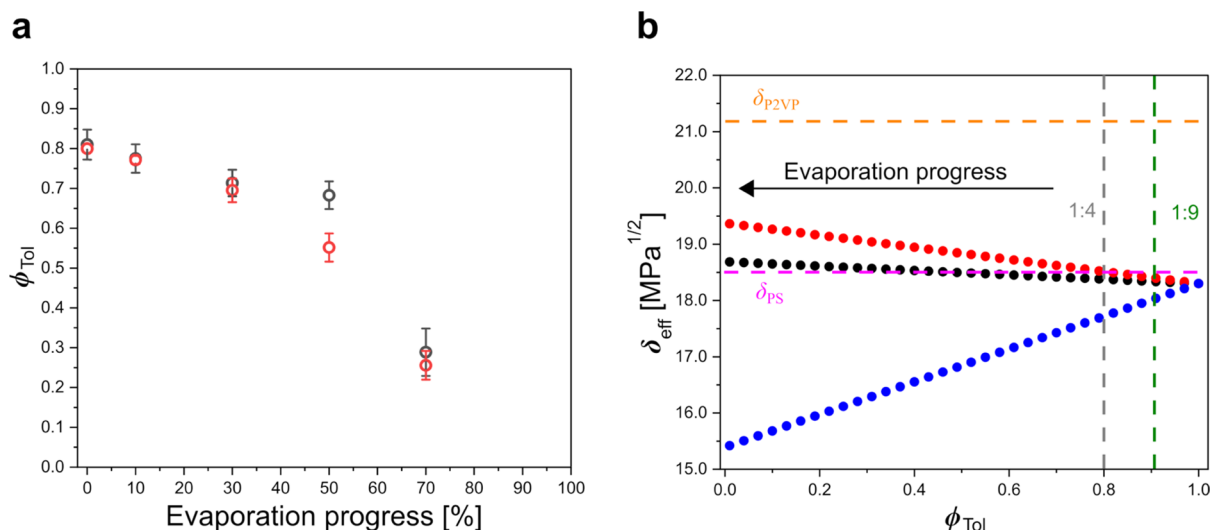 a
1.0
0.9
0.8
0.7
0.6
0.5
0.4
0.3
0.2
0.1
0.0
ϕTol
0 10 20 30 40 50 60 70 80 90 100
Evaporation progress [%]
b
22.0
21.0
20.0
19.0
18.0
17.0
16.0
15.0
δeff [MPa1/2]
δP2VP
Evaporation progress
1:4
1:9
δPS
0.0 0.2 0.4 0.6 0.8 1.0
ϕTol